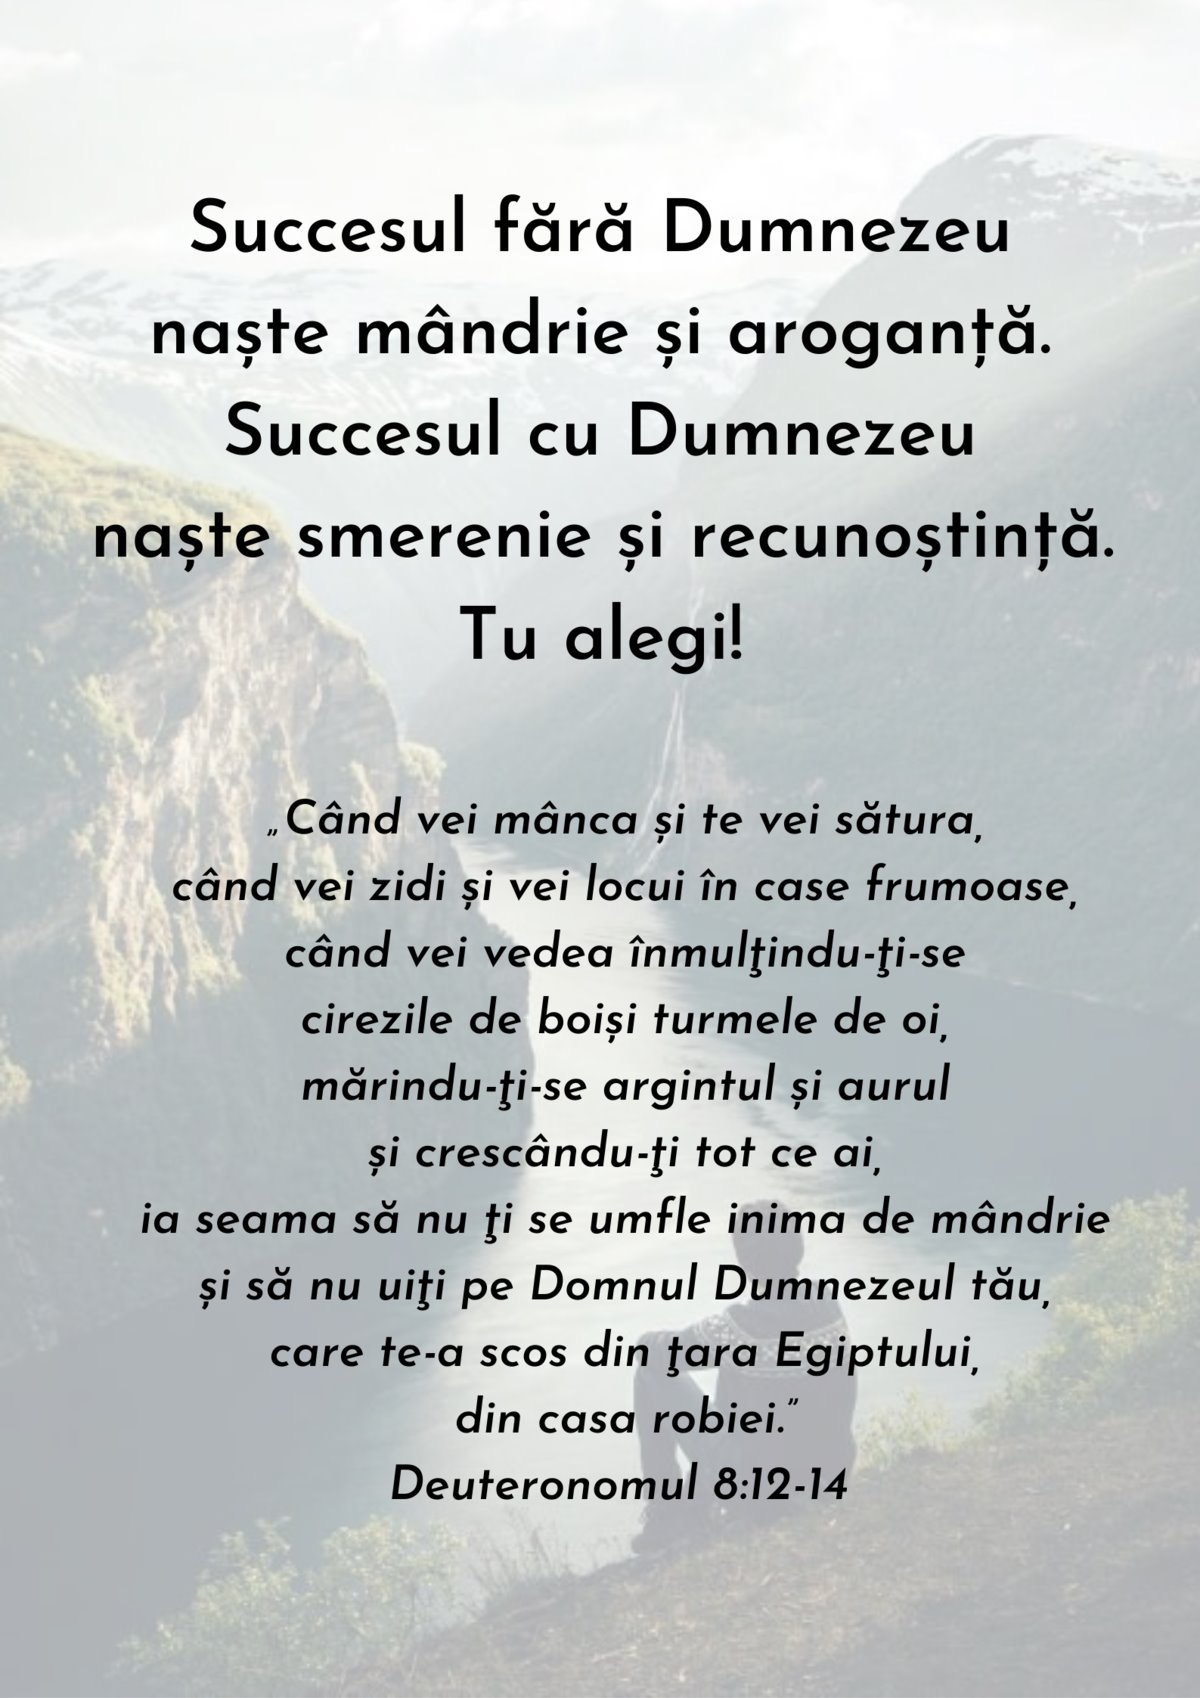 Succesul fără Dumnezeu
naște mândrie și aroganță.
Succesul cu Dumnezeu
naște smerenie și recunoștință.
Tu alegi!
„Când vei mânca și te vei sătura,
când vei zidi și vei locui în case frumoase,
când vei vedea înmulţindu-ţi-se
cirezile de boiși turmele de oi,
mărindu-ţi-se argintul și aurul
și crescându-ţi tot ce ai,
ia seama să nu ţi se umfle inima de mândrie
și să nu uiţi pe Domnul Dumnezeul tău,
care te-a scos din ţara Egiptului,
din casa robiei.”
Deuteronomul 8:12-14